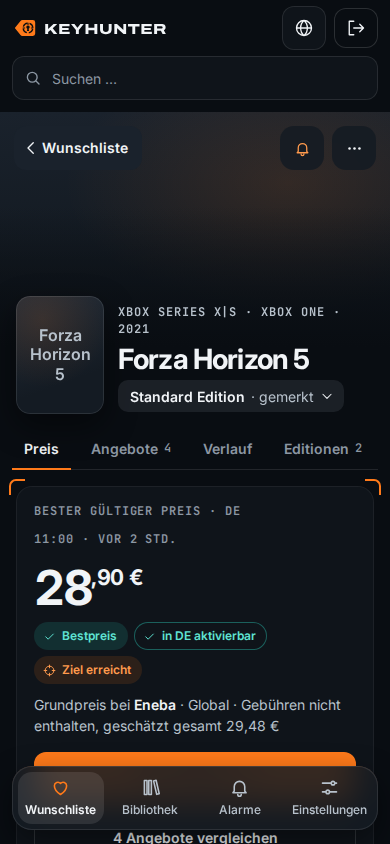 KEYHUNTER
Suchen ...
Wunschliste
Forza
Horizon
5
XBOX SERIES X|S · XBOX ONE ·
2021
Forza Horizon 5
Standard Edition · gemerkt
Preis Angebote 4 Verlauf Editionen 2
BESTER GÜLTIGER PREIS · DE
11:00 · VOR 2 STD.
28,90 €
Bestpreis in DE aktivierbar
Ziel erreicht
Grundpreis bei Eneba · Global · Gebühren nicht
enthalten, geschätzt gesamt 29,48 €
Wunschliste Bibliothek Alarme Einstellungen
4 Angebote vergleichen